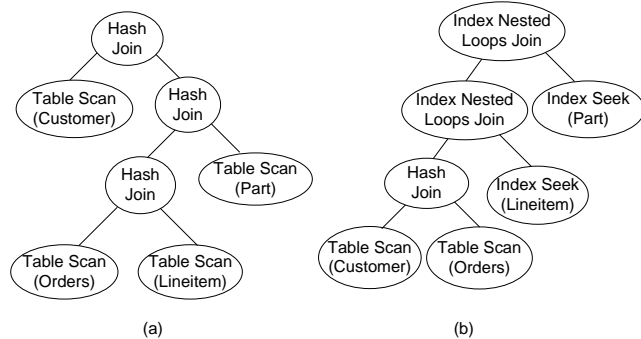 Hash
Join
Table Scan
(Customer)
Hash
Join
Hash
Join
Table Scan
(Part)
Table Scan
(Orders)
Table Scan
(Lineitem)
(a)
Index Nested
Loops Join
Index Nested
Loops Join
Index Seek
(Part)
Hash
Join
Index Seek
(Lineitem)
Table Scan
(Customer)
Table Scan
(Orders)
(b)